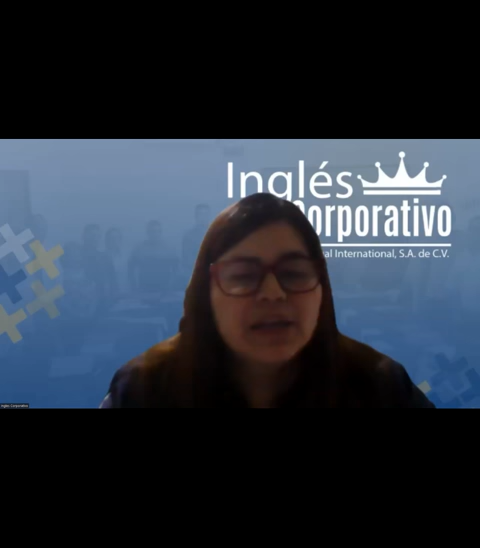 Inglés
Corporativo
al International, S.A. de C.V.
Ingles Corporativo